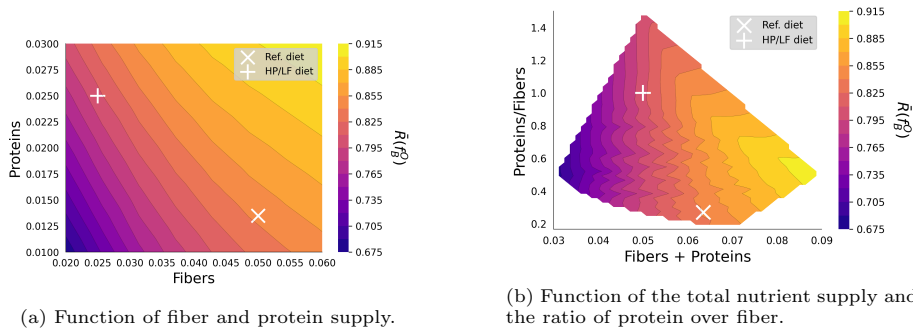 0.0300
0.0275
0.0250
0.0225
0.0200
0.0175
0.0150
0.0125
0.0100
Proteins
0.020 0.025 0.030 0.035 0.040 0.045 0.050 0.055 0.060
Fibers
Ref. diet
HP/LF diet
0.915
0.885
0.855
0.825
0.795
0.765
0.735
0.705
0.675
R̄(f_B^O)
(a) Function of fiber and protein supply.
1.4
1.2
1.0
0.8
0.6
0.4
0.2
Proteins/Fibers
0.03 0.04 0.05 0.06 0.07 0.08 0.09
Fibers + Proteins
Ref. diet
HP/LF diet
0.915
0.885
0.855
0.825
0.795
0.765
0.735
0.705
0.675
R(f_B^O)
(b) Function of the total nutrient supply and
the ratio of protein over fiber.